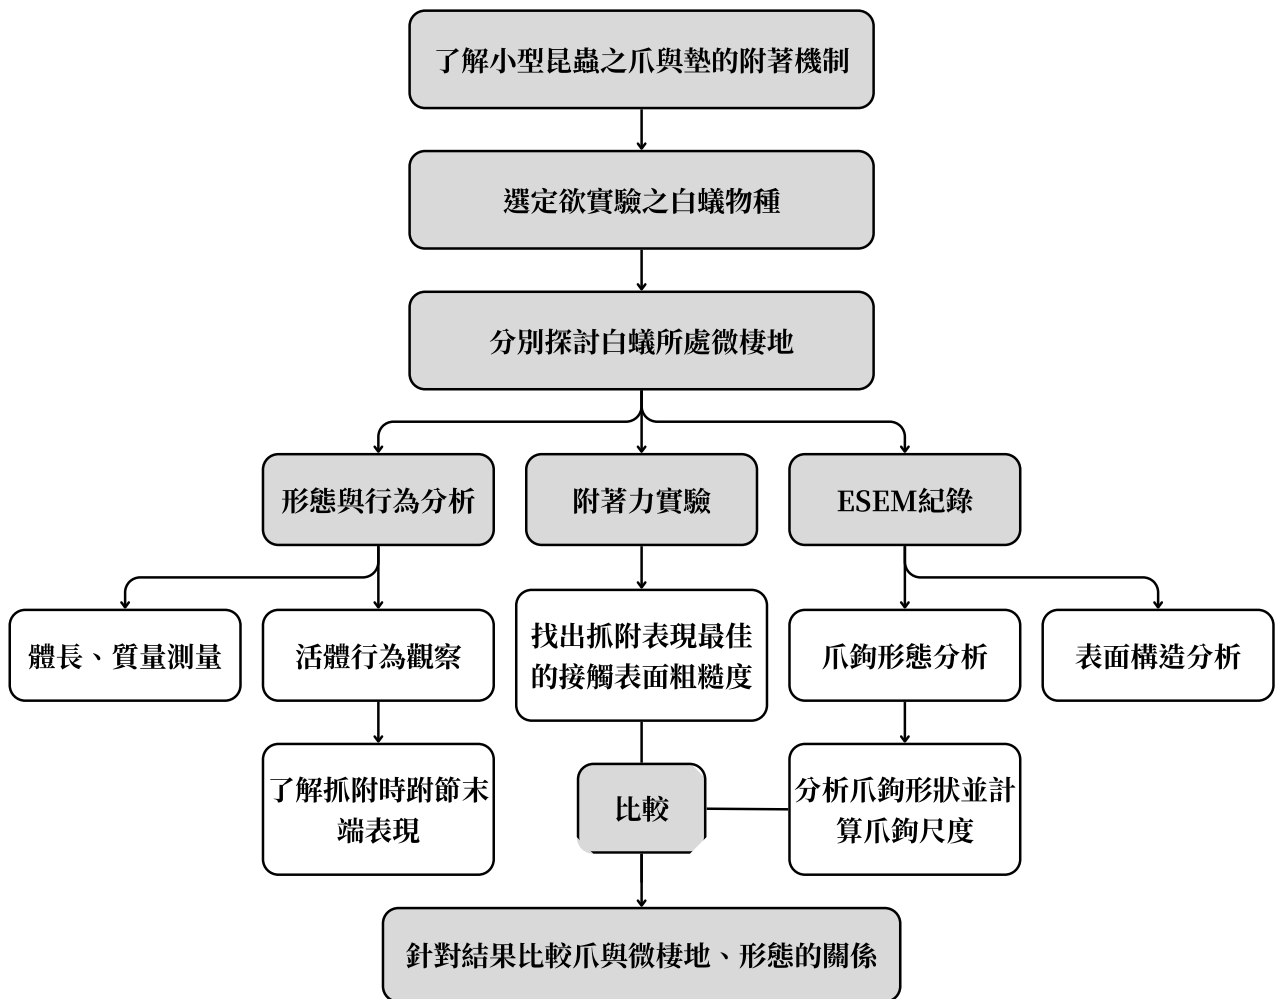 了解小型昆蟲之爪與墊的附著機制
選定欲實驗之白蟻物種
分別探討白蟻所處微棲地
形態與行為分析
附著力實驗
ESEM紀錄
體長、質量測量
活體行為觀察
找出抓附表現最佳
的接觸表面粗糙度
爪鉤形態分析
表面構造分析
了解抓附時跗節末
端表現
比較
分析爪鉤形狀並計
算爪鉤尺度
針對結果比較爪與微棲地、形態的關係